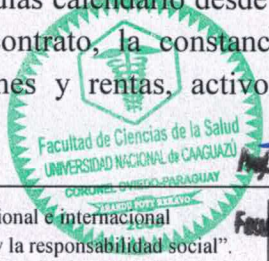 días calendario desde
contrato, la constanc
nes y rentas, activo
Facultad de Ciencias de la Salud
UNIVERSIDAD NACIONAL de CAAGUAZÚ
CORONEL OVIEDO-PARAGUAY
ional e internacional
y la responsabilidad social”.